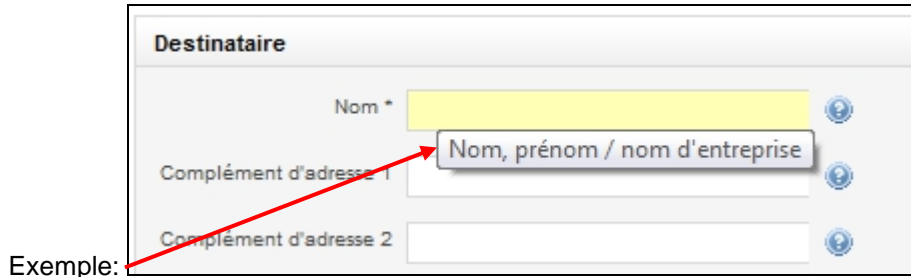 Destinataire
Nom *
Nom, prénom / nom d'entreprise
Complément d'adresse 1
Complément d'adresse 2
Exemple: